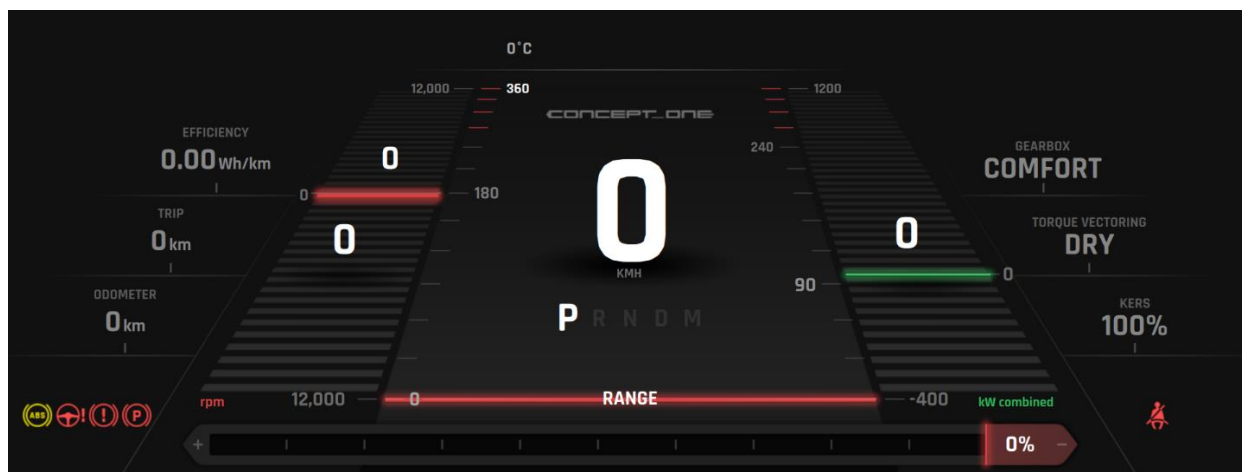 0°C
12,000
360
1200
CONCEPT_ONE
EFFICIENCY
0.00 Wh/km
0
240
GEARBOX
COMFORT
0
180
0
KMH
TRIP
0 km
0
0
TORQUE VECTORING
DRY
0
90
ODOMETER
0 km
P R N D M
KERS
100%
ABS
!
!
P
rpm
12,000
0
RANGE
-400
kW combined
+
0%
−